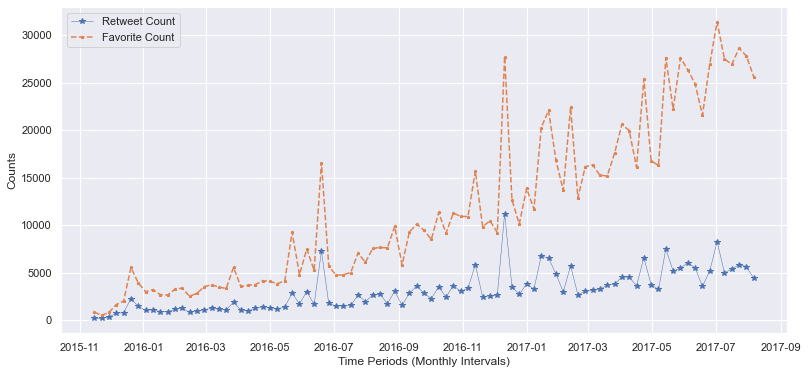 Retweet Count
Favorite Count
30000
25000
20000
15000
10000
5000
0
Counts
2015-11 2016-01 2016-03 2016-05 2016-07 2016-09 2016-11 2017-01 2017-03 2017-05 2017-07 2017-09
Time Periods (Monthly Intervals)